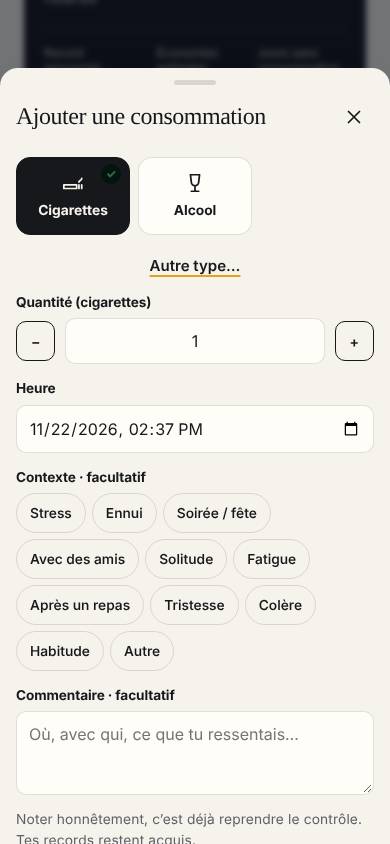 Ajouter une consommation
Cigarettes
Alcool
Autre type...
Quantité (cigarettes)
−
1
+
Heure
11/22/2026, 02:37 PM
Contexte · facultatif
Stress
Ennui
Soirée / fête
Avec des amis
Solitude
Fatigue
Après un repas
Tristesse
Colère
Habitude
Autre
Commentaire · facultatif
Où, avec qui, ce que tu ressentais...
Noter honnêtement, c'est déjà reprendre le contrôle.
Tes records restent acquis.